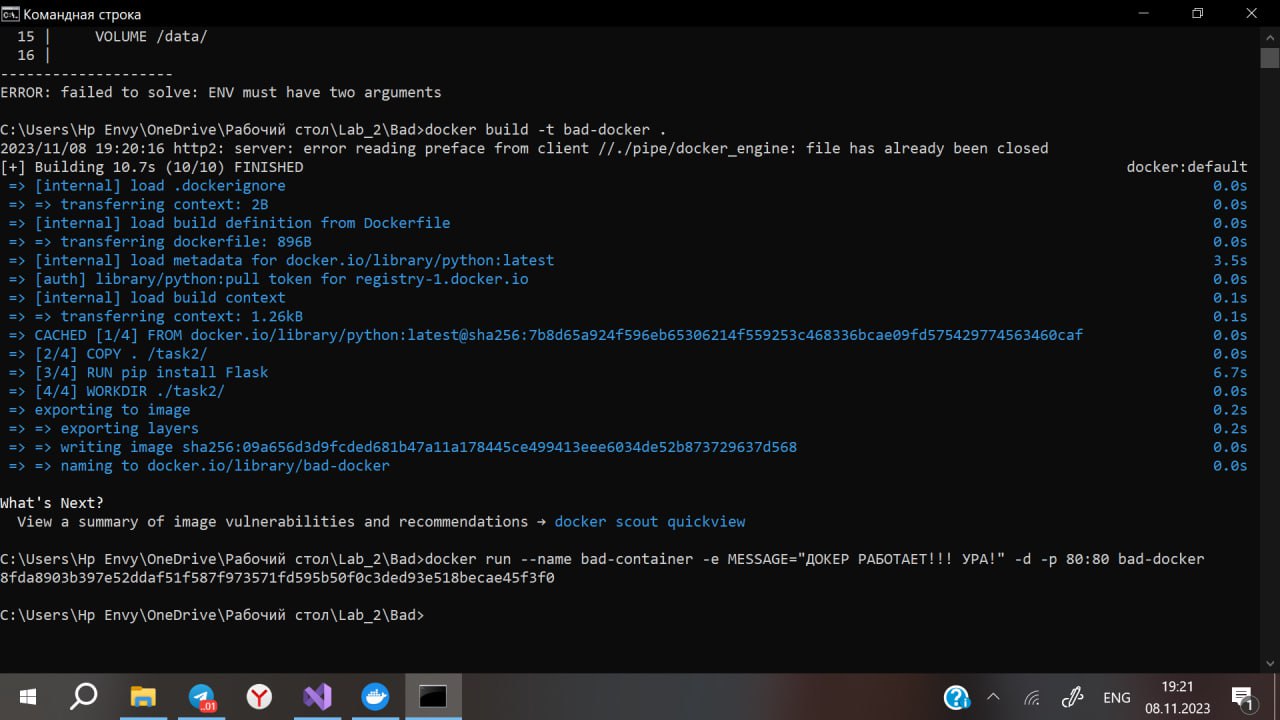 Командная строка
15 |     VOLUME /data/
16 |
--------------------
ERROR: failed to solve: ENV must have two arguments
C:\Users\Hp Envy\OneDrive\Рабочий стол\Lab_2\Bad>docker build -t bad-docker .
2023/11/08 19:20:16 http2: server: error reading preface from client //./pipe/docker_engine: file has already been closed
[+] Building 10.7s (10/10) FINISHED docker:default
=> [internal] load .dockerignore 0.0s
=> => transferring context: 2B 0.0s
=> [internal] load build definition from Dockerfile 0.0s
=> => transferring dockerfile: 896B 0.0s
=> [internal] load metadata for docker.io/library/python:latest 3.5s
=> [auth] library/python:pull token for registry-1.docker.io 0.0s
=> [internal] load build context 0.1s
=> => transferring context: 1.26kB 0.1s
=> CACHED [1/4] FROM docker.io/library/python:latest@sha256:7b8d65a924f596eb65306214f559253c468336bcae09fd575429774563460caf 0.0s
=> [2/4] COPY . /task2/ 0.0s
=> [3/4] RUN pip install Flask 6.7s
=> [4/4] WORKDIR ./task2/ 0.0s
=> exporting to image 0.2s
=> => exporting layers 0.2s
=> => writing image sha256:09a656d3d9fcded681b47a11a178445ce499413eee6034de52b873729637d568 0.0s
=> => naming to docker.io/library/bad-docker 0.0s
What's Next?
View a summary of image vulnerabilities and recommendations → docker scout quickview
C:\Users\Hp Envy\OneDrive\Рабочий стол\Lab_2\Bad>docker run --name bad-container -e MESSAGE="ДОКЕР РАБОТАЕТ!!! УРА!" -d -p 80:80 bad-docker
8fda8903b397e52ddaf51f587f973571fd595b50f0c3ded93e518becae45f3f0
C:\Users\Hp Envy\OneDrive\Рабочий стол\Lab_2\Bad>
.01
ENG
19:21
08.11.2023
1